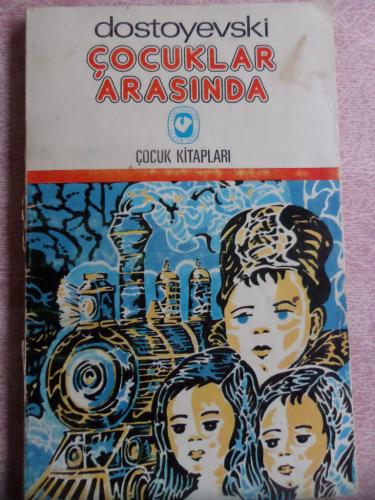 dostoyevski
ÇOCUKLAR
ARASINDA
ÇOCUK KİTAPLARI